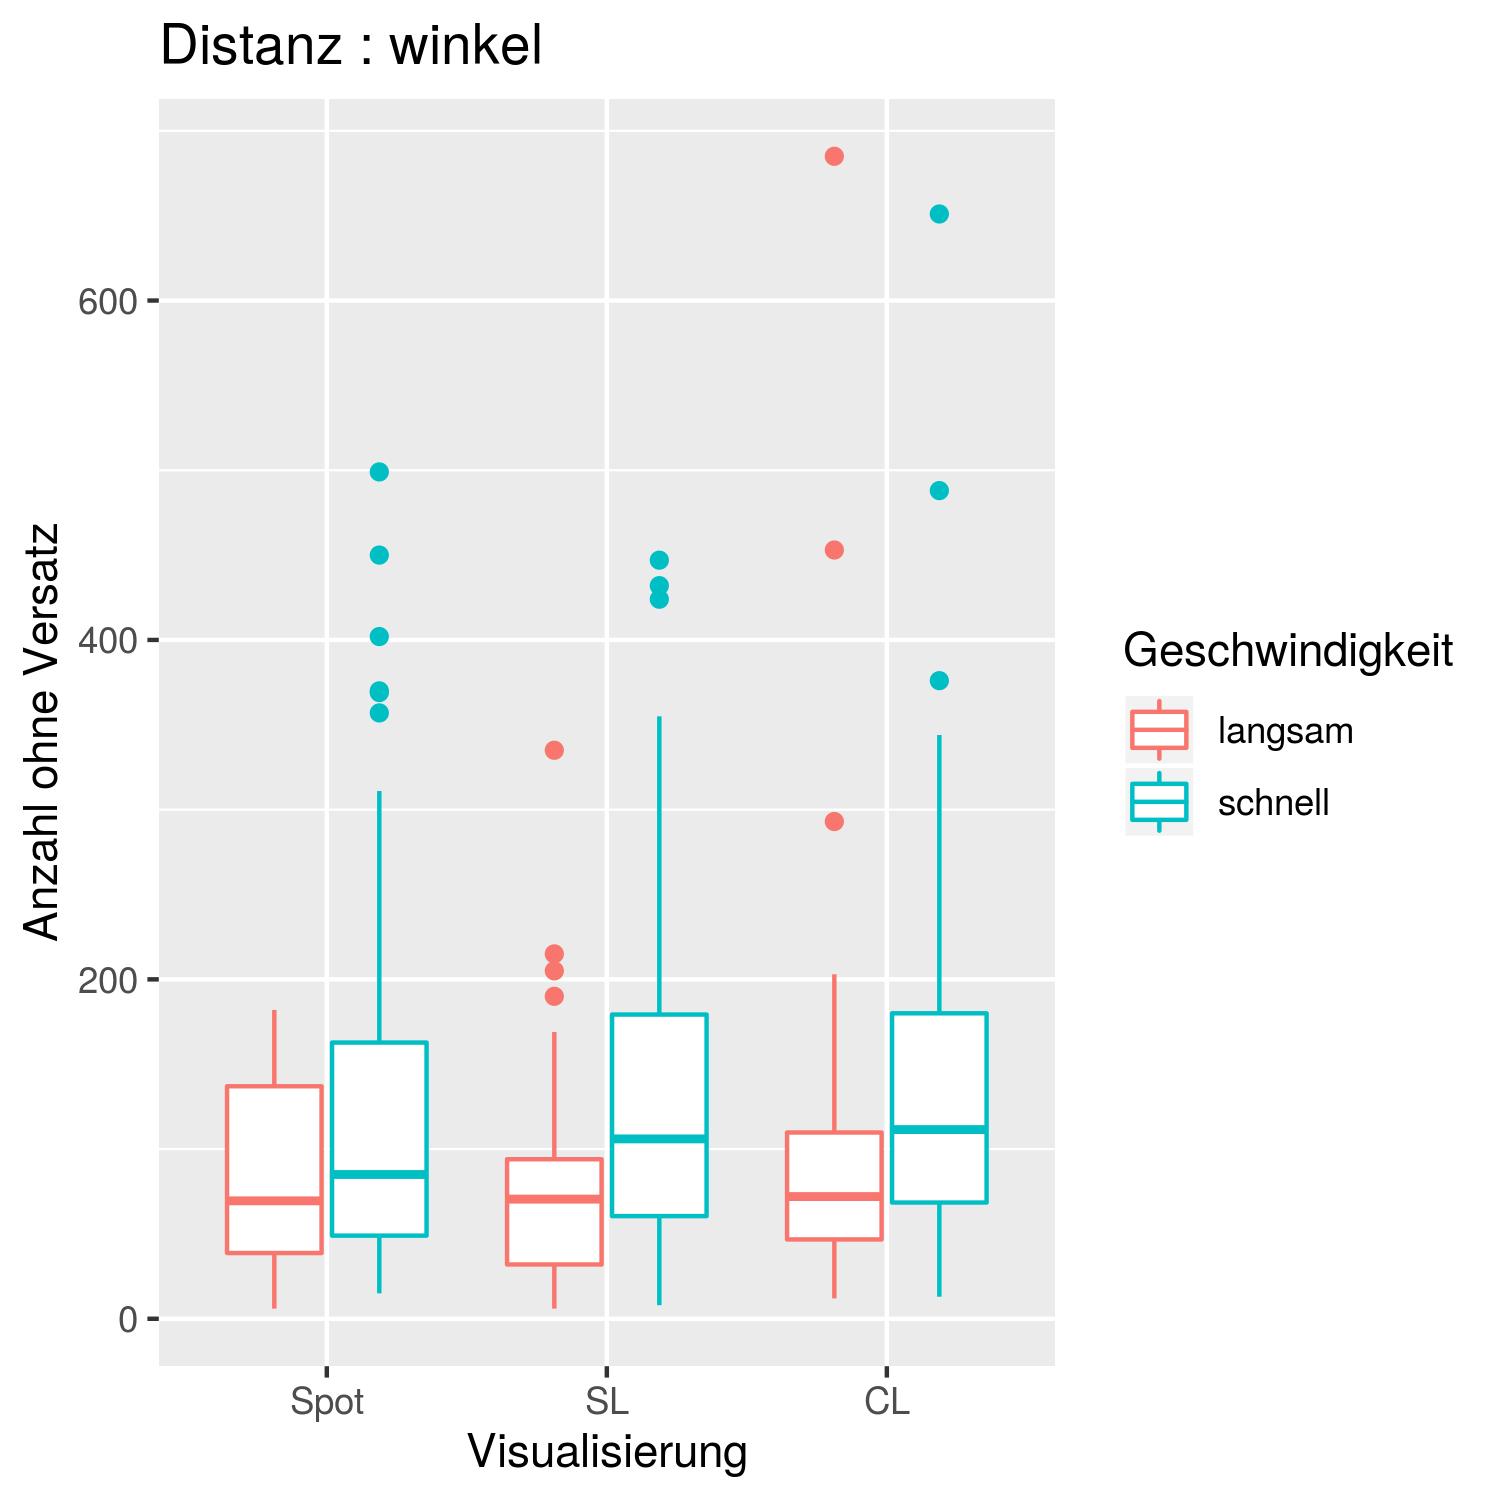 Distanz : winkel
Anzahl ohne Versatz
600
400
200
0
Spot
SL
CL
Visualisierung
Geschwindigkeit
langsam
schnell